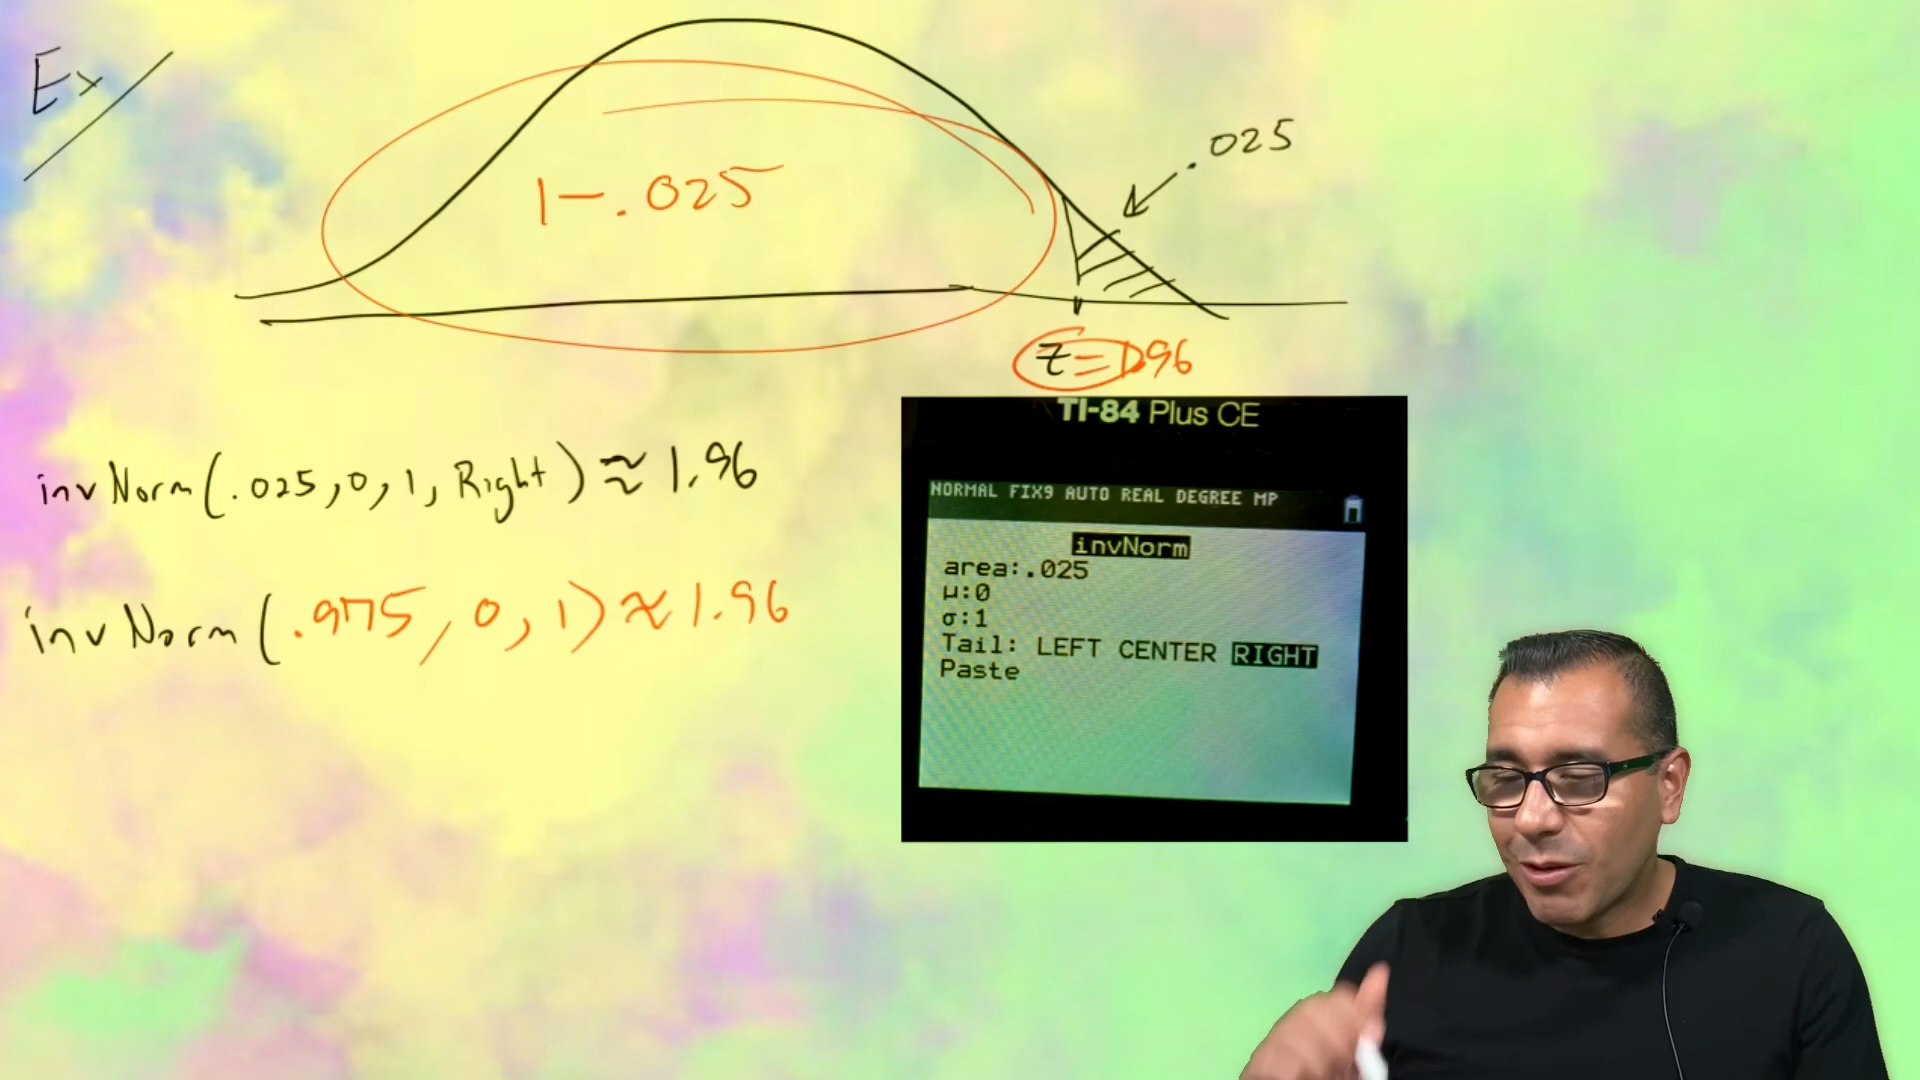 Ex
.025
1-.025
z=1.96
invNorm(.025,0,1,Right)≈1.96
invNorm(.975,0,1)≈1.96
TI-84 Plus CE
NORMAL FIX9 AUTO REAL DEGREE MP
invNorm
area:.025
μ:0
σ:1
Tail: LEFT CENTER RIGHT
Paste